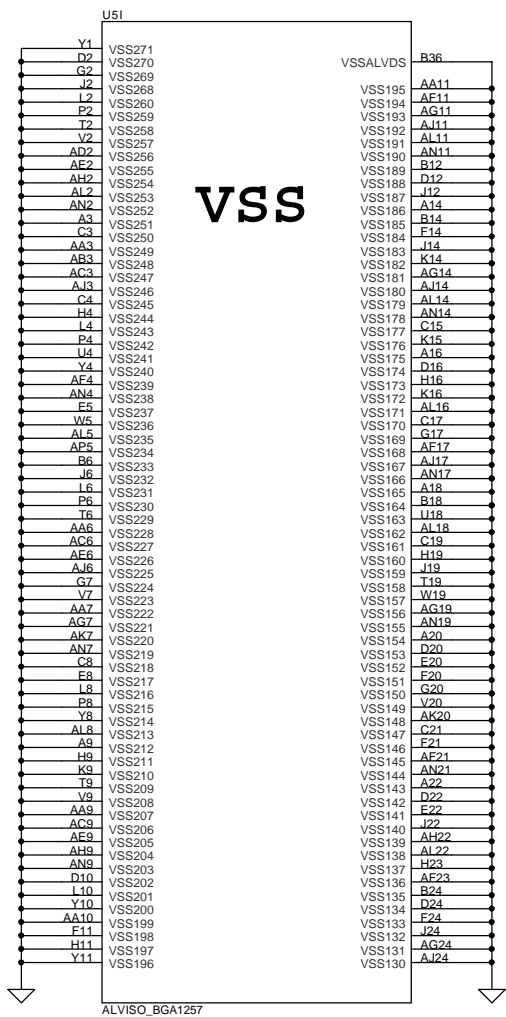 U5I
Y1 VSS271
D2 VSS270
G2 VSS269
J2 VSS268
L2 VSS260
P2 VSS259
T2 VSS258
V2 VSS257
AD2 VSS256
AE2 VSS255
AH2 VSS254
AL2 VSS253
AN2 VSS252
A3 VSS251
C3 VSS250
AA3 VSS249
AB3 VSS248
AC3 VSS247
AJ3 VSS246
C4 VSS245
H4 VSS244
L4 VSS243
P4 VSS242
U4 VSS241
Y4 VSS240
AF4 VSS239
AN4 VSS238
E5 VSS237
W5 VSS236
AL5 VSS235
AP5 VSS234
B6 VSS233
J6 VSS232
L6 VSS231
P6 VSS230
T6 VSS229
AA6 VSS228
AC6 VSS227
AE6 VSS226
AJ6 VSS225
G7 VSS224
V7 VSS223
AA7 VSS222
AG7 VSS221
AK7 VSS220
AN7 VSS219
C8 VSS218
E8 VSS217
L8 VSS216
P8 VSS215
Y8 VSS214
AL8 VSS213
A9 VSS212
H9 VSS211
K9 VSS210
T9 VSS209
V9 VSS208
AA9 VSS207
AC9 VSS206
AE9 VSS205
AH9 VSS204
AN9 VSS203
D10 VSS202
L10 VSS201
Y10 VSS200
AA10 VSS199
F11 VSS198
H11 VSS197
Y11 VSS196
VSS
VSSALVDS B36
VSS195 AA11
VSS194 AF11
VSS193 AG11
VSS192 AJ11
VSS191 AL11
VSS190 AN11
VSS189 B12
VSS188 D12
VSS187 J12
VSS186 A14
VSS185 B14
VSS184 F14
VSS183 J14
VSS182 K14
VSS181 AG14
VSS180 AJ14
VSS179 AL14
VSS178 AN14
VSS177 C15
VSS176 K15
VSS175 A16
VSS174 D16
VSS173 H16
VSS172 K16
VSS171 AL16
VSS170 C17
VSS169 G17
VSS168 AF17
VSS167 AJ17
VSS166 AN17
VSS165 A18
VSS164 B18
VSS163 U18
VSS162 AL18
VSS161 C19
VSS160 H19
VSS159 J19
VSS158 T19
VSS157 W19
VSS156 AG19
VSS155 AN19
VSS154 A20
VSS153 D20
VSS152 E20
VSS151 F20
VSS150 G20
VSS149 V20
VSS148 AK20
VSS147 C21
VSS146 F21
VSS145 AF21
VSS144 AN21
VSS143 A22
VSS142 D22
VSS141 E22
VSS140 J22
VSS139 AH22
VSS138 AL22
VSS137 H23
VSS136 AF23
VSS135 B24
VSS134 D24
VSS133 F24
VSS132 J24
VSS131 AG24
VSS130 AJ24
ALVISO_BGA1257